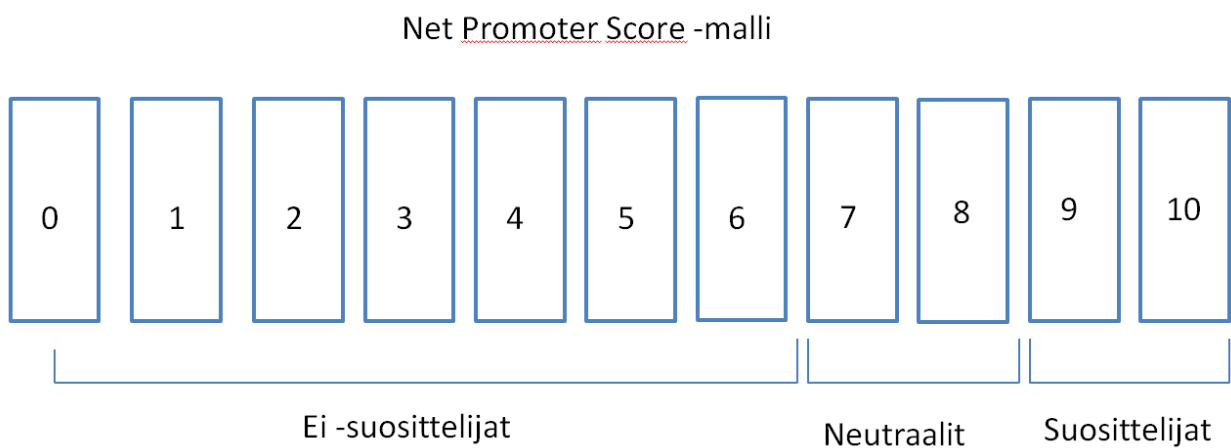 Net Promoter Score -malli
0 1 2 3 4 5 6 7 8 9 10
Ei -suosittelijat Neutraalit Suosittelijat